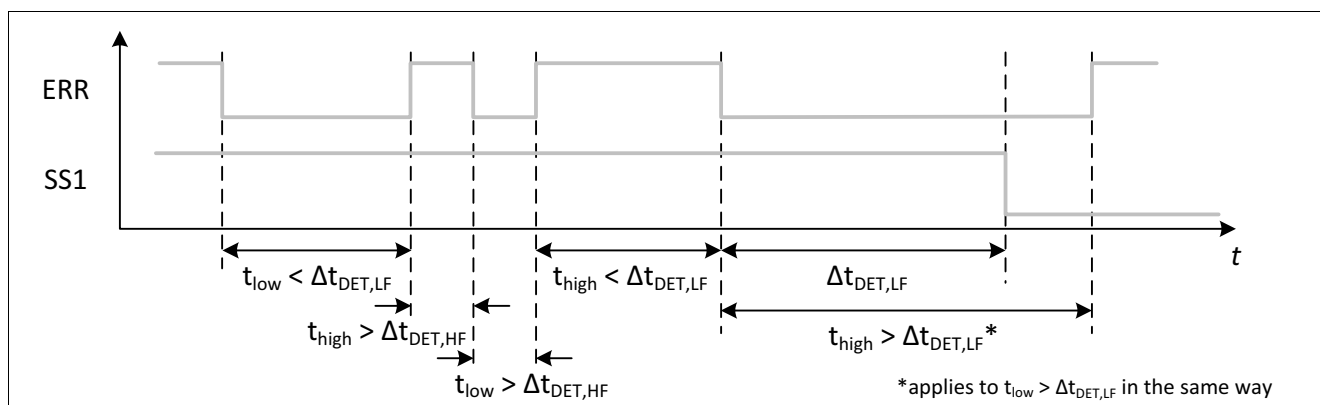 ERR
SS1
t
t_low < Δt_DET,LF
t_high < Δt_DET,LF
Δt_DET,LF
t_high > Δt_DET,HF
t_high > Δt_DET,LF*
t_low > Δt_DET,HF
*applies to t_low > Δt_DET,LF in the same way